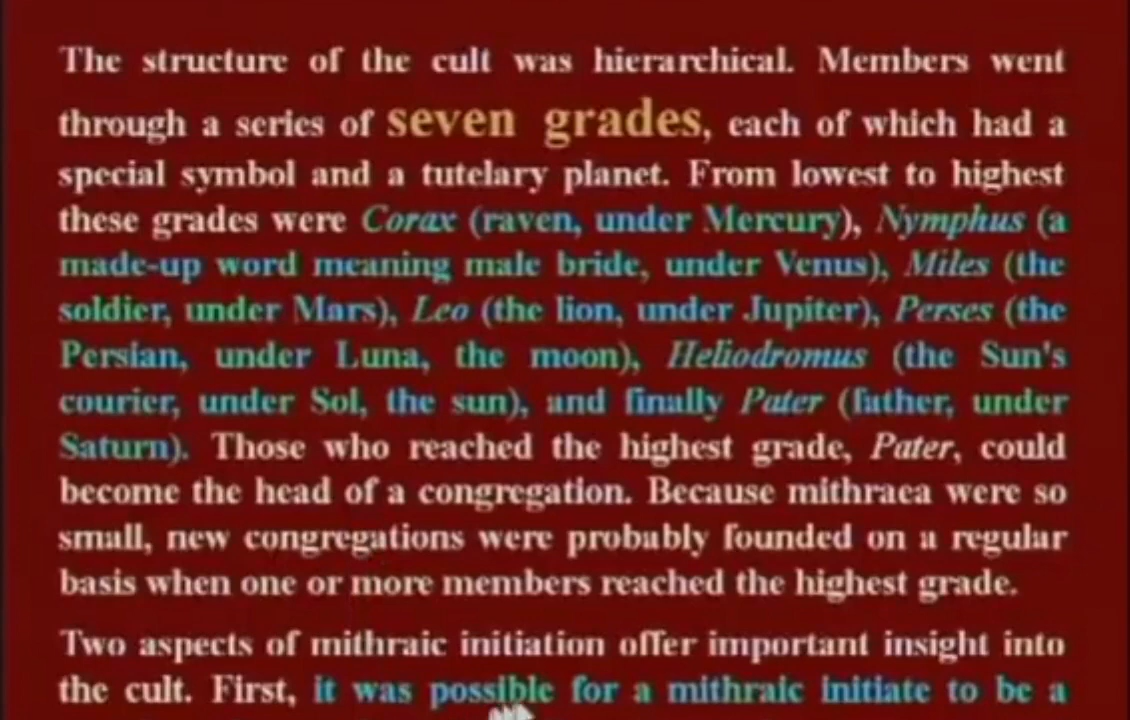 The structure of the cult was hierarchical. Members went
through a series of seven grades, each of which had a
special symbol and a tutelary planet. From lowest to highest
these grades were Corax (raven, under Mercury), Nymphus (a
made-up word meaning male bride, under Venus), Miles (the
soldier, under Mars), Leo (the lion, under Jupiter), Perses (the
Persian, under Luna, the moon), Heliodromus (the Sun's
courier, under Sol, the sun), and finally Pater (father, under
Saturn). Those who reached the highest grade, Pater, could
become the head of a congregation. Because mithraea were so
small, new congregations were probably founded on a regular
basis when one or more members reached the highest grade.
Two aspects of mithraic initiation offer important insight into
the cult. First, it was possible for a mithraic initiate to be a